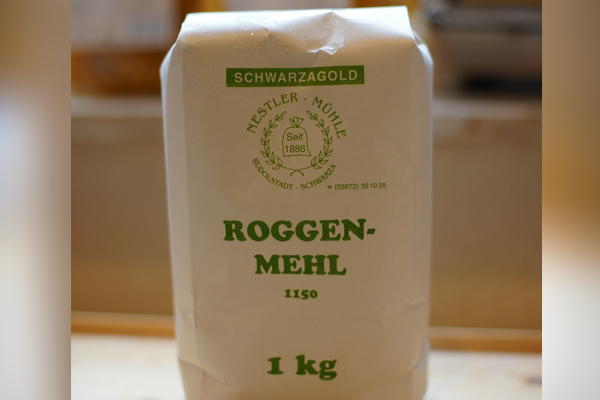 SCHWARZAGOLD
NESTLER - MÜHLE
Seit
1886
RUDOLSTADT - SCHWARZA
☎ (03672) 35 10 26
ROGGEN-
MEHL
1150
1 kg